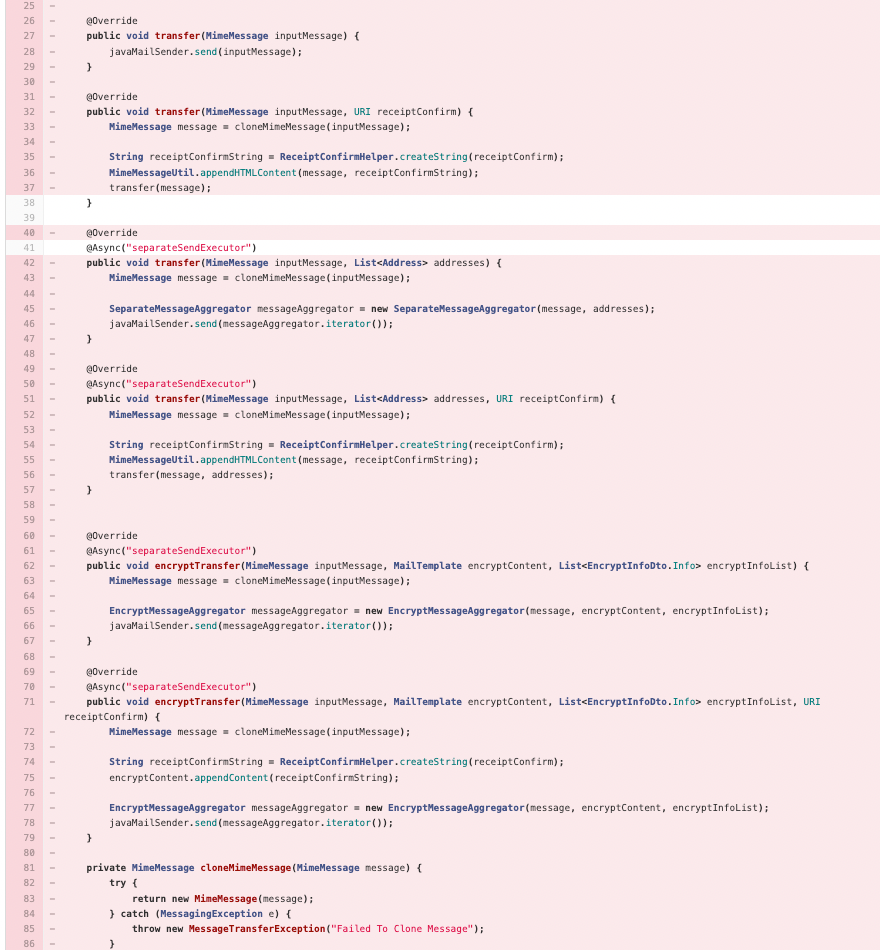 25 -
26 - @Override
27 - public void transfer(MimeMessage inputMessage) {
28 - javaMailSender.send(inputMessage);
29 - }
30 -
31 - @Override
32 - public void transfer(MimeMessage inputMessage, URI receiptConfirm) {
33 - MimeMessage message = cloneMimeMessage(inputMessage);
34 -
35 - String receiptConfirmString = ReceiptConfirmHelper.createString(receiptConfirm);
36 - MimeMessageUtil.appendHTMLContent(message, receiptConfirmString);
37 - transfer(message);
38 }
39
40 - @Override
41 @Async("separateSendExecutor")
42 - public void transfer(MimeMessage inputMessage, List<Address> addresses) {
43 - MimeMessage message = cloneMimeMessage(inputMessage);
44 -
45 - SeparateMessageAggregator messageAggregator = new SeparateMessageAggregator(message, addresses);
46 - javaMailSender.send(messageAggregator.iterator());
47 - }
48 -
49 - @Override
50 - @Async("separateSendExecutor")
51 - public void transfer(MimeMessage inputMessage, List<Address> addresses, URI receiptConfirm) {
52 - MimeMessage message = cloneMimeMessage(inputMessage);
53 -
54 - String receiptConfirmString = ReceiptConfirmHelper.createString(receiptConfirm);
55 - MimeMessageUtil.appendHTMLContent(message, receiptConfirmString);
56 - transfer(message, addresses);
57 - }
58 -
59 -
60 - @Override
61 - @Async("separateSendExecutor")
62 - public void encryptTransfer(MimeMessage inputMessage, MailTemplate encryptContent, List<EncryptInfoDto.Info> encryptInfoList) {
63 - MimeMessage message = cloneMimeMessage(inputMessage);
64 -
65 - EncryptMessageAggregator messageAggregator = new EncryptMessageAggregator(message, encryptContent, encryptInfoList);
66 - javaMailSender.send(messageAggregator.iterator());
67 - }
68 -
69 - @Override
70 - @Async("separateSendExecutor")
71 - public void encryptTransfer(MimeMessage inputMessage, MailTemplate encryptContent, List<EncryptInfoDto.Info> encryptInfoList, URI
receiptConfirm) {
72 - MimeMessage message = cloneMimeMessage(inputMessage);
73 -
74 - String receiptConfirmString = ReceiptConfirmHelper.createString(receiptConfirm);
75 - encryptContent.appendContent(receiptConfirmString);
76 -
77 - EncryptMessageAggregator messageAggregator = new EncryptMessageAggregator(message, encryptContent, encryptInfoList);
78 - javaMailSender.send(messageAggregator.iterator());
79 - }
80 -
81 - private MimeMessage cloneMimeMessage(MimeMessage message) {
82 - try {
83 - return new MimeMessage(message);
84 - } catch (MessagingException e) {
85 - throw new MessageTransferException("Failed To Clone Message");
86 - }